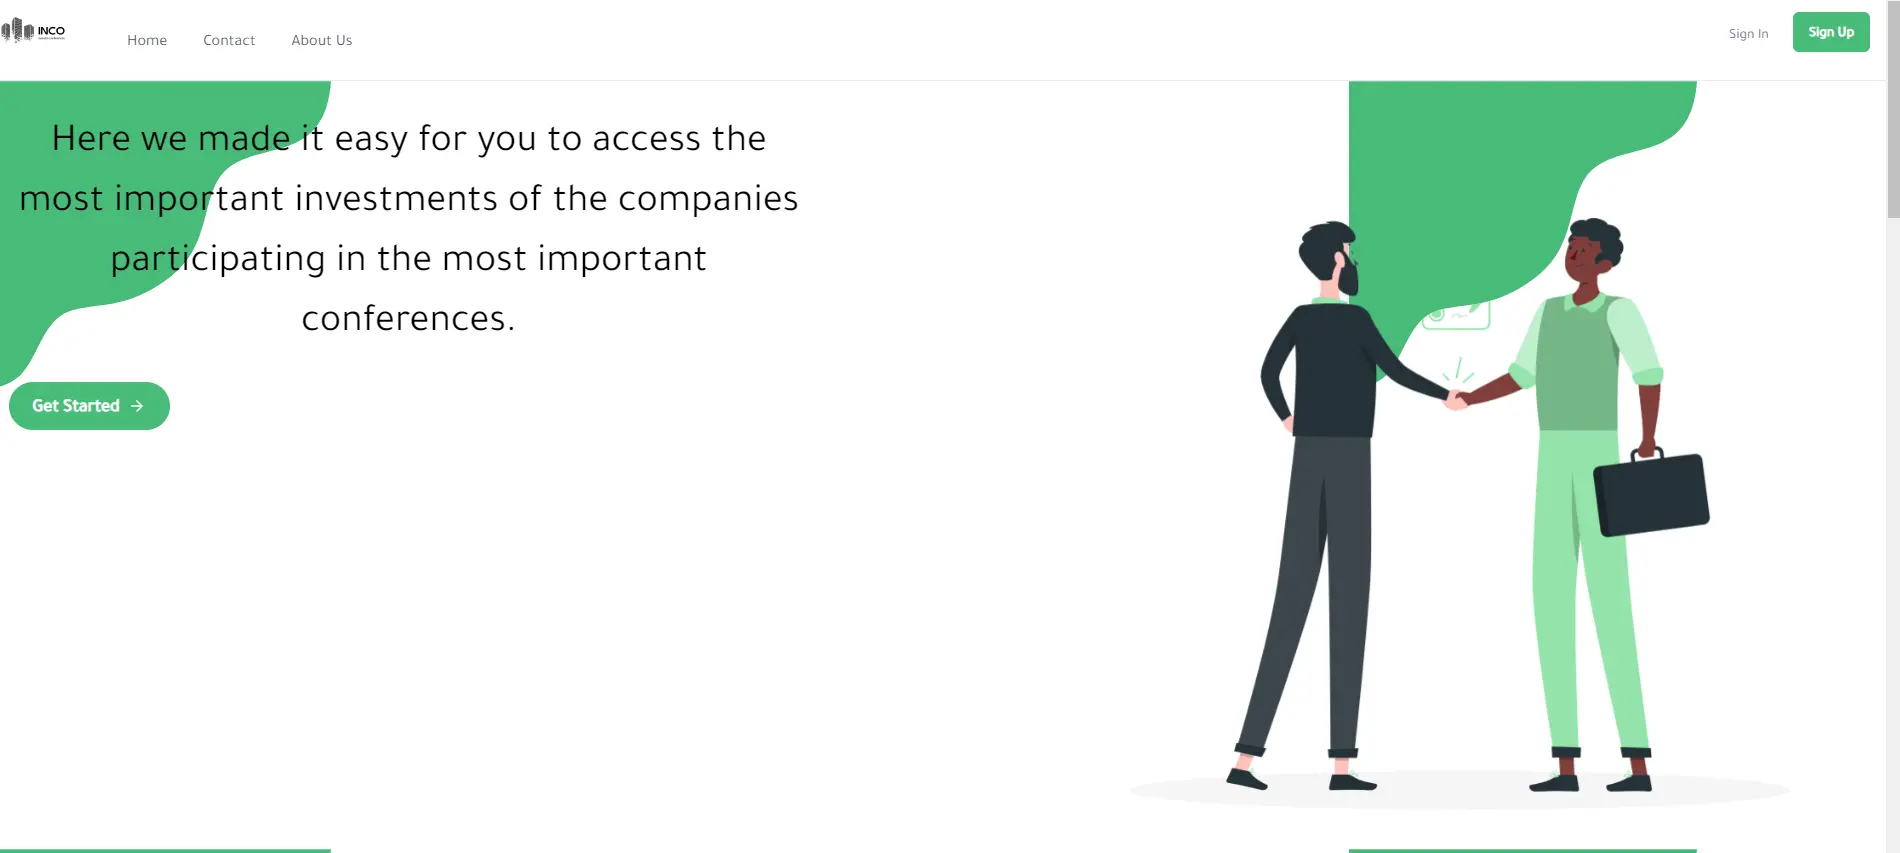 INCO
Home
Contact
About Us
Sign In
Sign Up
Here we made it easy for you to access the
most important investments of the companies
participating in the most important
conferences.
Get Started